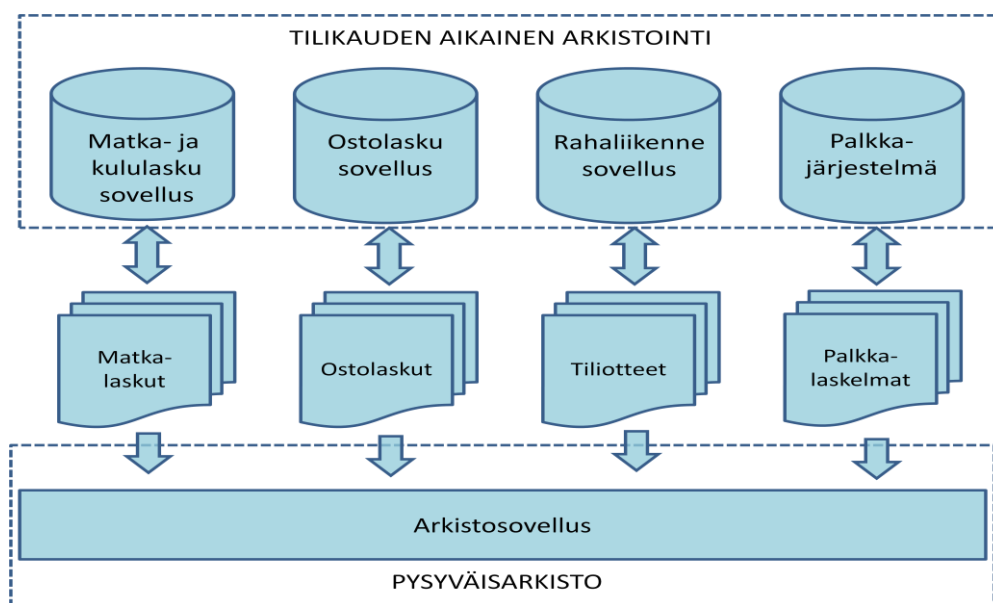 TILIKAUDEN AIKAINEN ARKISTOINTI
Matka- ja
kululasku
sovellus
Ostolasku
sovellus
Rahaliikenne
sovellus
Palkka-
järjestelmä
Matka-
laskut
Ostolaskut
Tiliotteet
Palkka-
laskelmat
Arkistosovellus
PYSYVÄISARKISTO